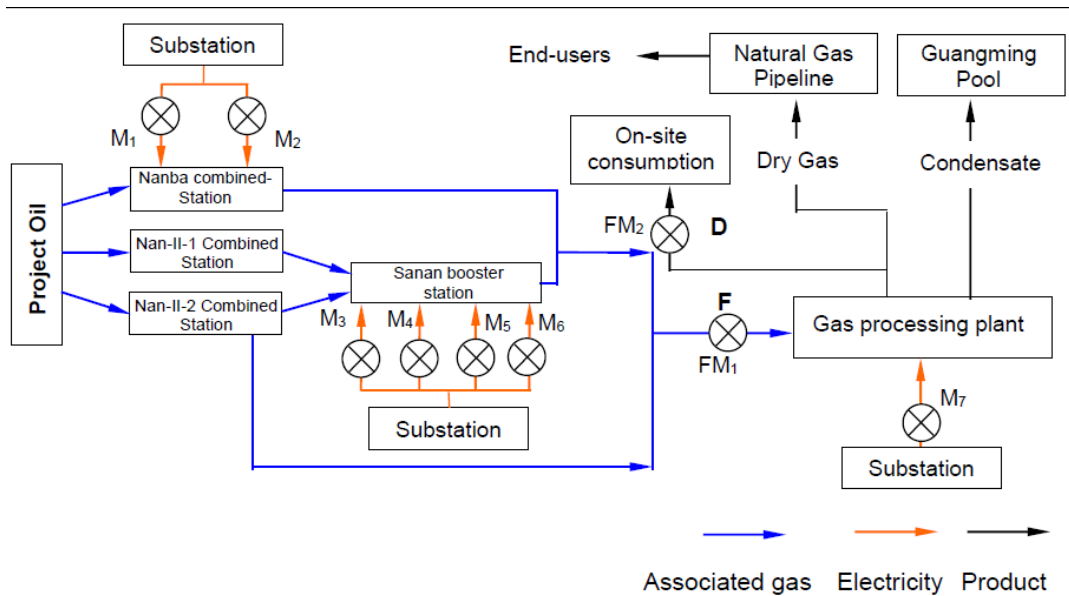 Substation
End-users
Natural Gas
Pipeline
Guangming
Pool
M1
M2
On-site
consumption
Dry Gas
Condensate
Project Oil
Nanba combined-
Station
FM2
D
Nan-II-1 Combined
Station
Sanan booster
station
Nan-II-2 Combined
Station
M3
M4
M5
M6
F
FM1
Gas processing plant
M7
Substation
Substation
Associated gas
Electricity
Product